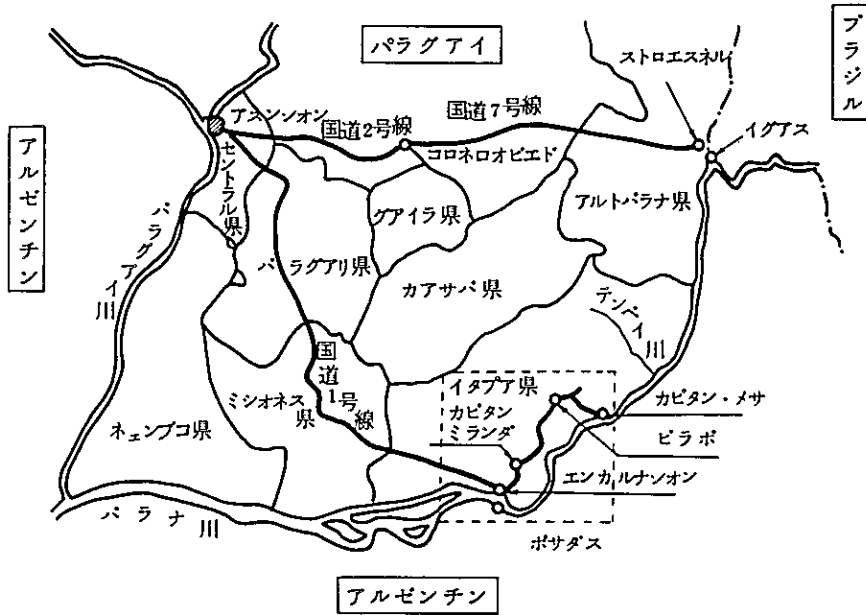 パラグアイ
ブラジル
ストロエスネル
アスンシオン
国道2号線
国道7号線
イグアス
コロネロオビエド
アルゼンチン
セントラル県
グアイラ県
アルトパラナ県
パラグアイ川
パラグアリ県
カアサパ県
テンペイ川
国道1号線
イタプア県
カピタン・メサ
ミシオネス県
カピタンミランダ
ネェンブコ県
ピラポ
エンカルナンオン
パラナ川
ポサダス
アルゼンチン